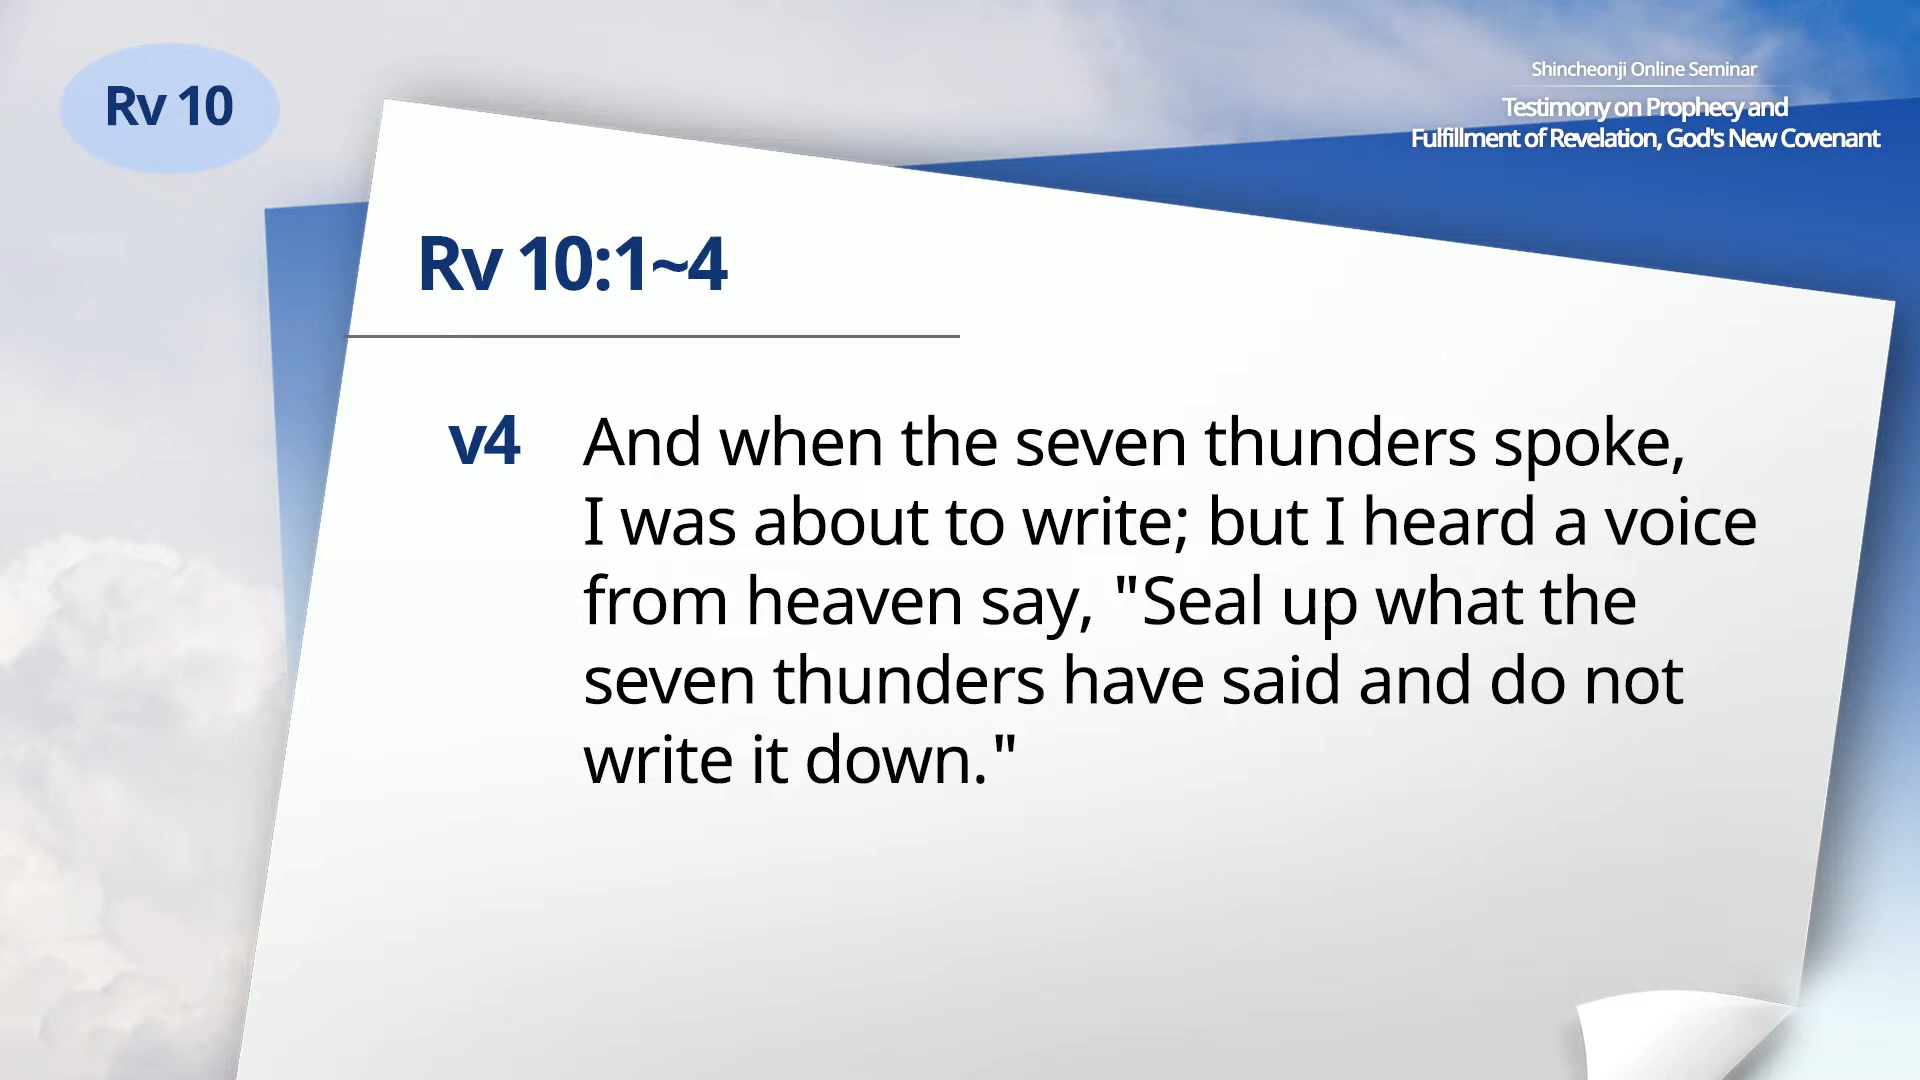 Rv 10
Shincheonji Online Seminar
Testimony on Prophecy and
Fulfillment of Revelation, God's New Covenant
Rv 10:1~4
v4 And when the seven thunders spoke,
I was about to write; but I heard a voice
from heaven say, "Seal up what the
seven thunders have said and do not
write it down."